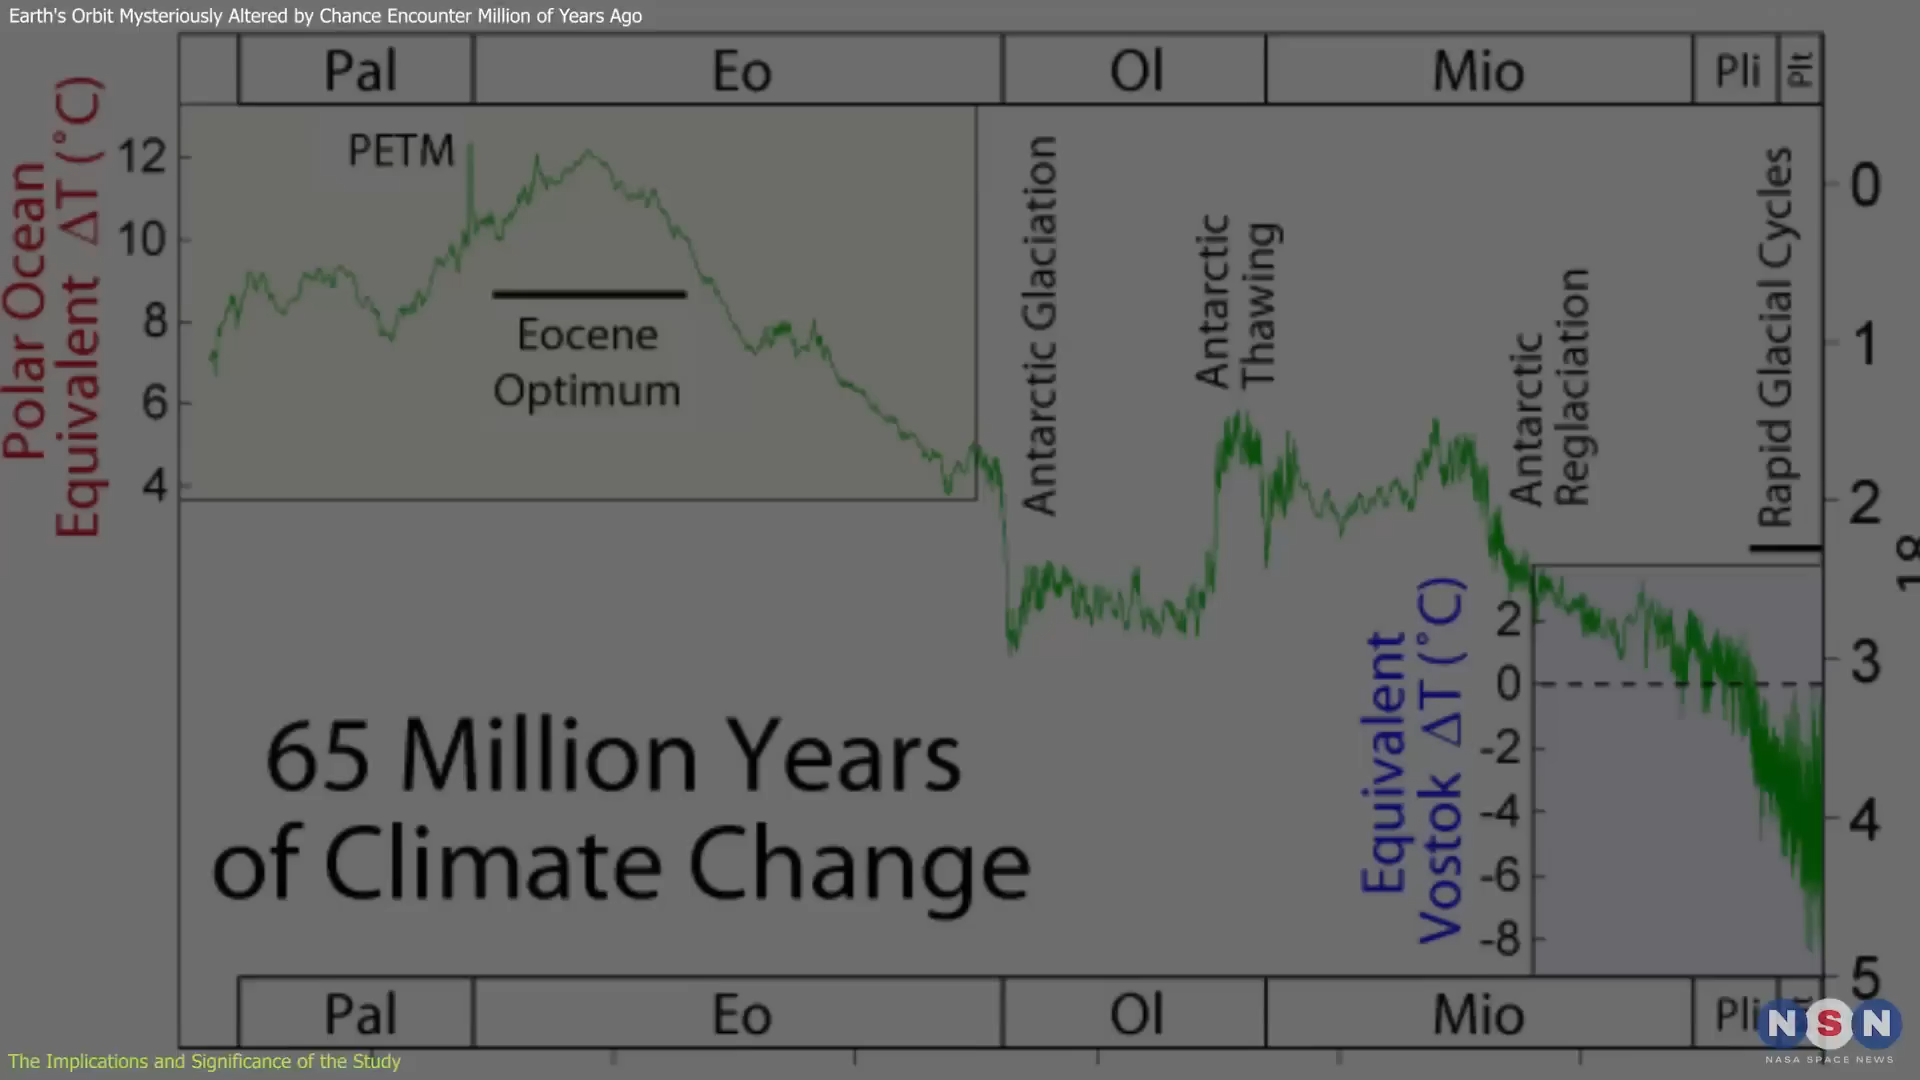 Earth's Orbit Mysteriously Altered by Chance Encounter Million of Years Ago
Pal Eo Ol Mio Pli Plt
Polar Ocean
Equivalent ΔT (°C)
12
10
8
6
4
PETM
Eocene
Optimum
Antarctic Glaciation
Antarctic
Thawing
Antarctic
Reglaciation
Rapid Glacial Cycles
0
1
2
3
4
5
18
65 Million Years
of Climate Change
Equivalent
Vostok ΔT (°C)
2
0
-2
-4
-6
-8
Pal Eo Ol Mio Pli
NSN
NASA SPACE NEWS
The Implications and Significance of the Study